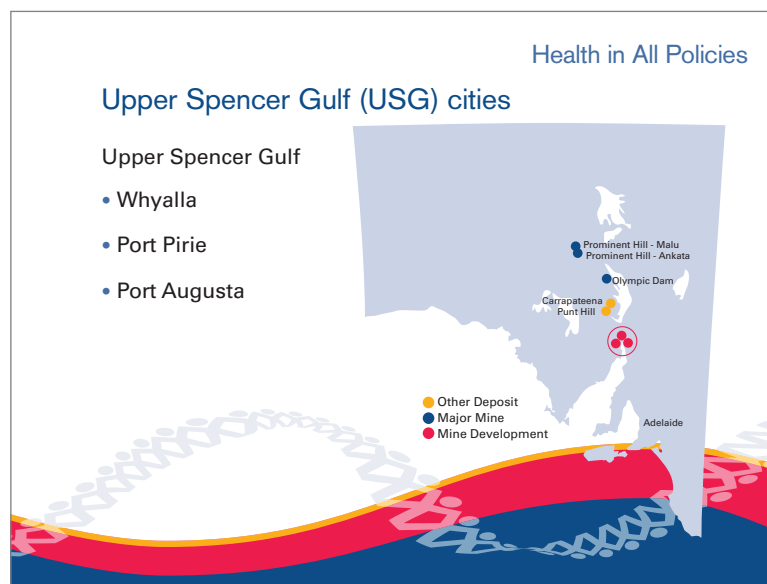 Health in All Policies
Upper Spencer Gulf (USG) cities
Upper Spencer Gulf
• Whyalla
• Port Pirie
• Port Augusta
Prominent Hill - Malu
Prominent Hill - Ankata
Olympic Dam
Carrapateena
Punt Hill
Other Deposit
Major Mine
Mine Development
Adelaide